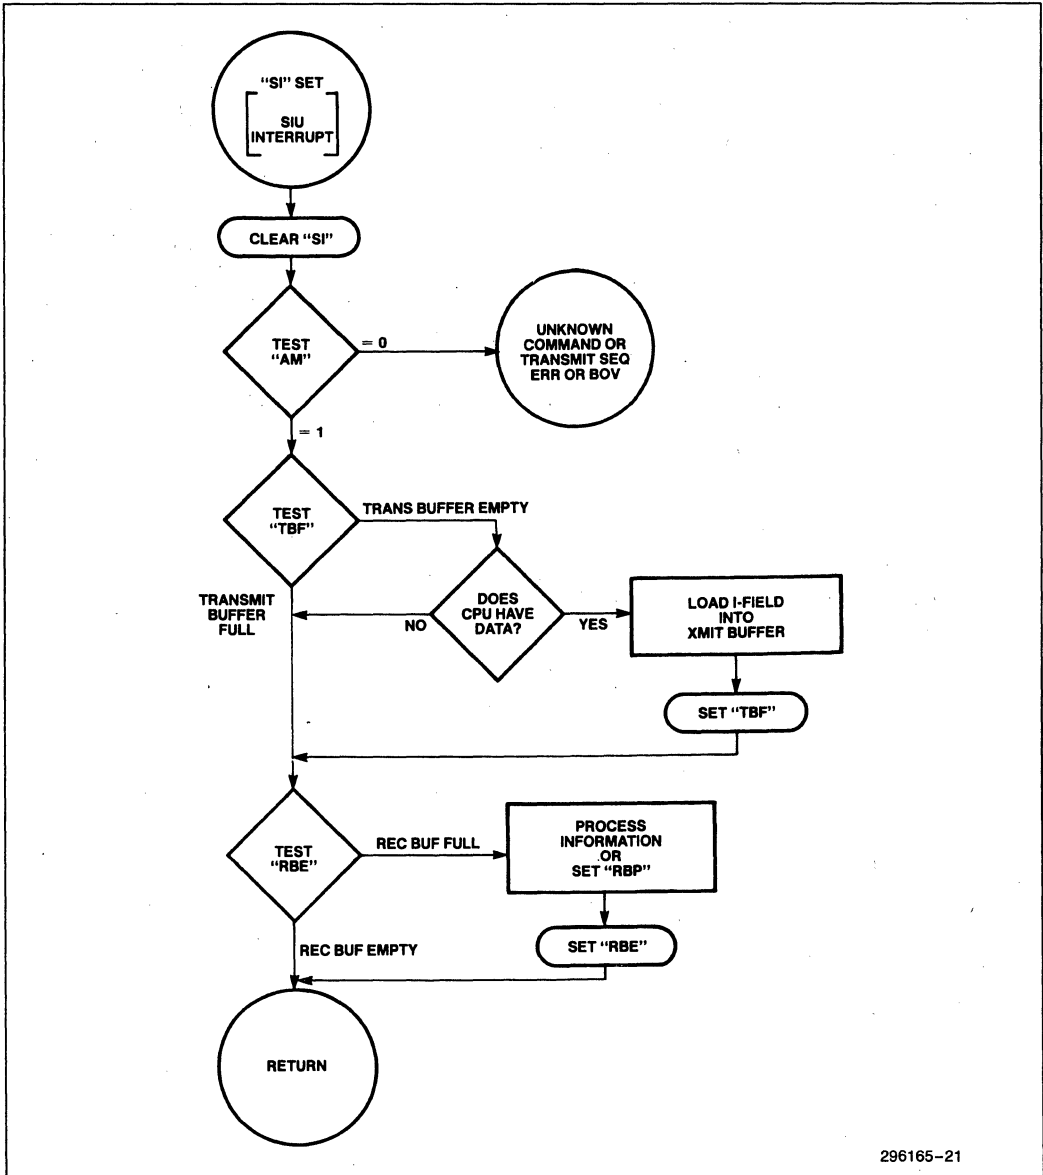 “SI” SET
SIU
INTERRUPT
CLEAR “SI”
TEST
“AM”
= 0
UNKNOWN
COMMAND OR
TRANSMIT SEQ
ERR OR BOV
= 1
TEST
“TBF”
TRANS BUFFER EMPTY
DOES
CPU HAVE
DATA?
TRANSMIT
BUFFER
FULL
NO
YES
LOAD I-FIELD
INTO
XMIT BUFFER
SET “TBF”
TEST
“RBE”
REC BUF FULL
PROCESS
INFORMATION
OR
SET “RBP”
SET “RBE”
REC BUF EMPTY
RETURN
296165–21